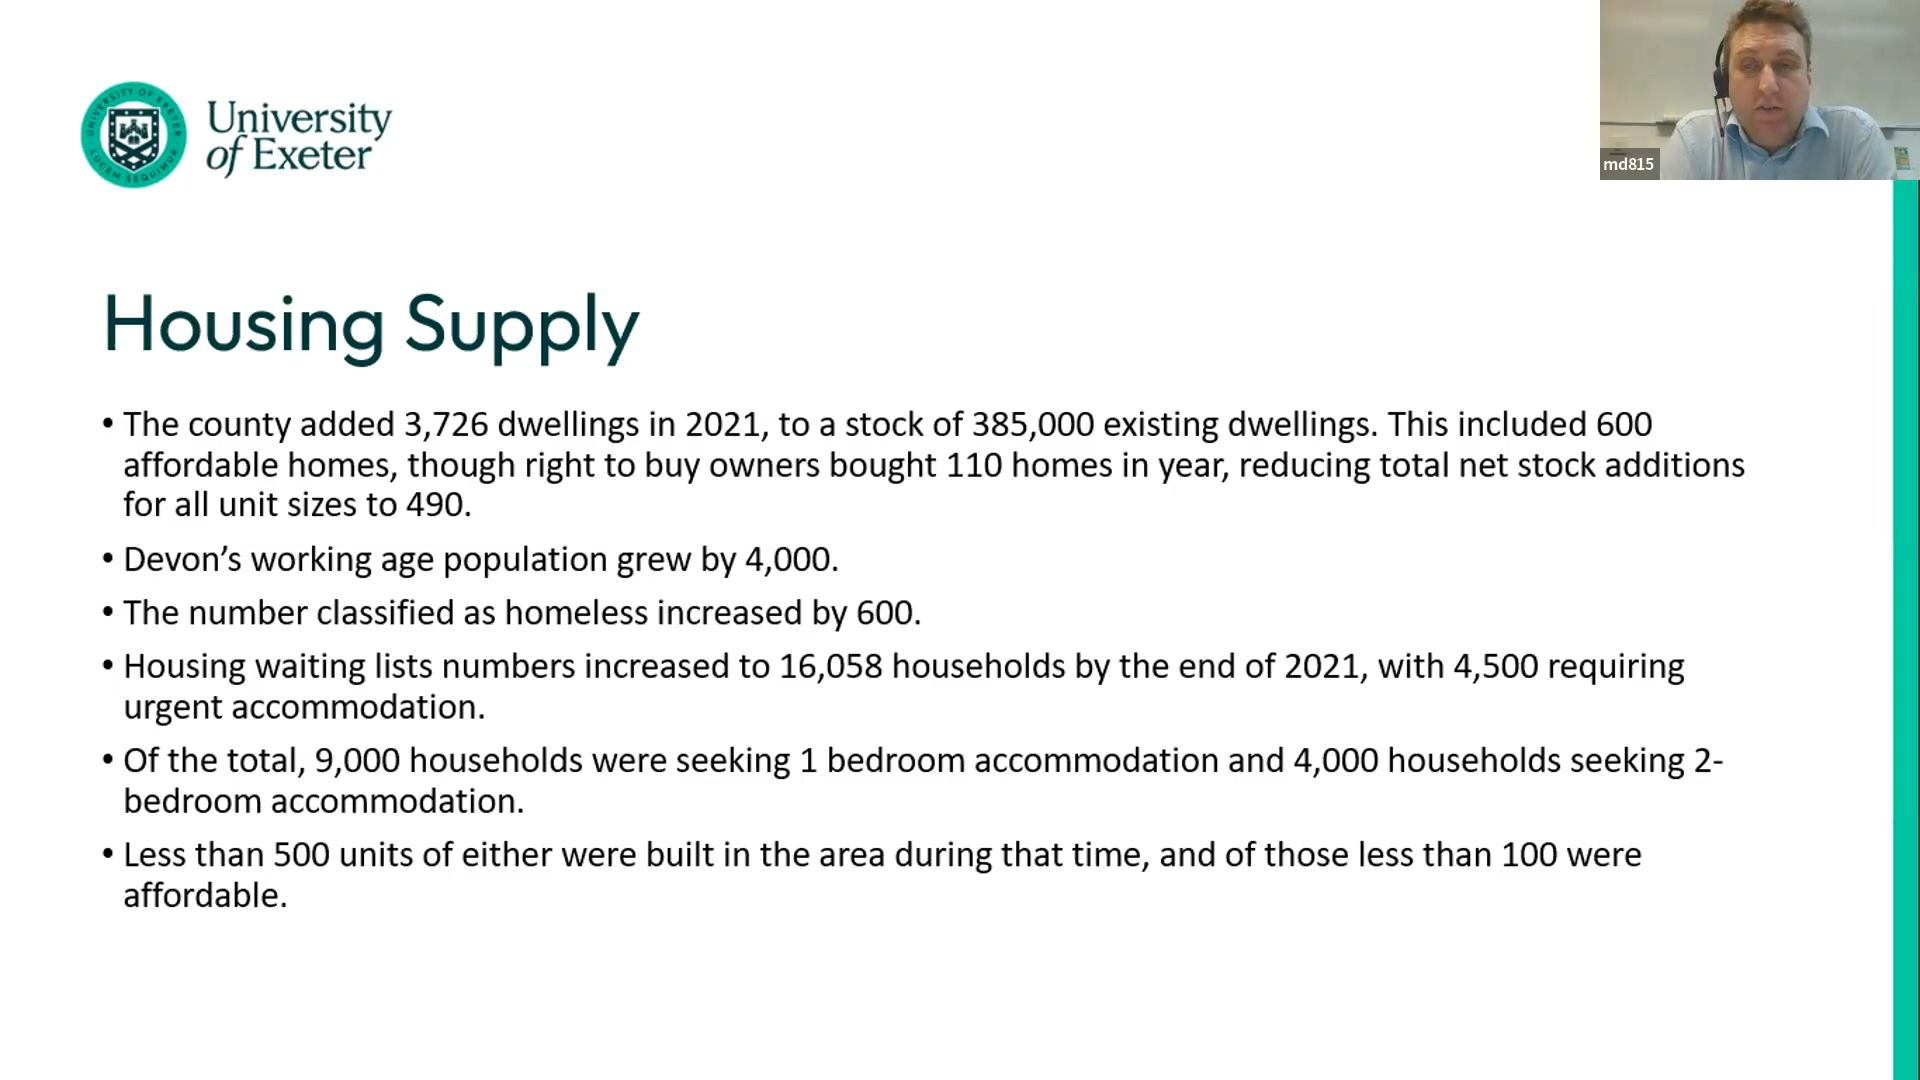 UNIVERSITY OF EXETER
LUCEM SEQUIMUR
University
of Exeter
md815
Housing Supply
• The county added 3,726 dwellings in 2021, to a stock of 385,000 existing dwellings. This included 600
affordable homes, though right to buy owners bought 110 homes in year, reducing total net stock additions
for all unit sizes to 490.
• Devon’s working age population grew by 4,000.
• The number classified as homeless increased by 600.
• Housing waiting lists numbers increased to 16,058 households by the end of 2021, with 4,500 requiring
urgent accommodation.
• Of the total, 9,000 households were seeking 1 bedroom accommodation and 4,000 households seeking 2-
bedroom accommodation.
• Less than 500 units of either were built in the area during that time, and of those less than 100 were
affordable.